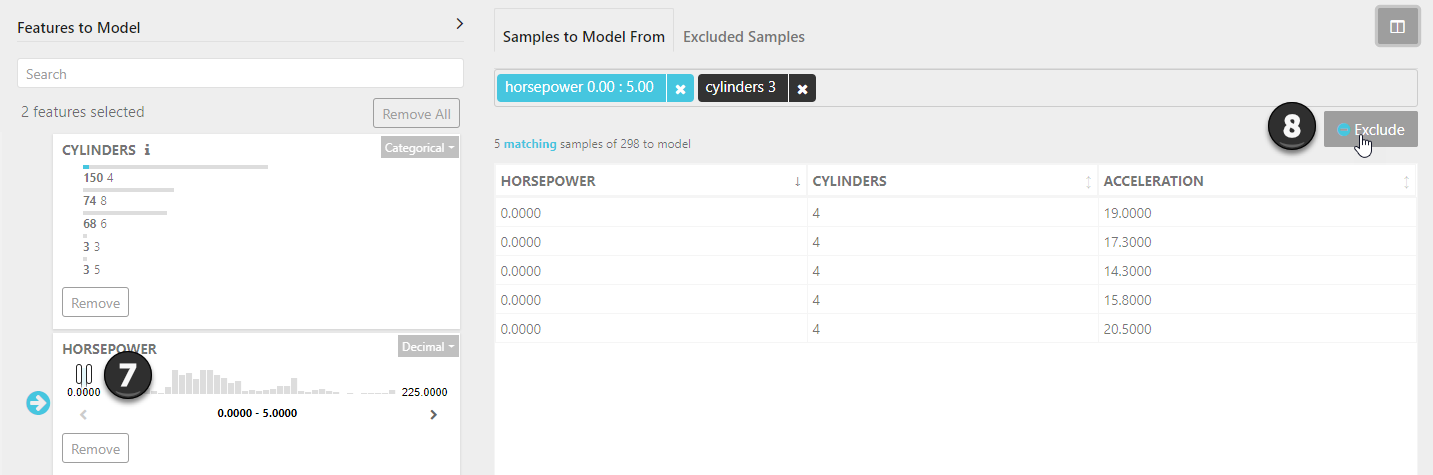 Features to Model
Search
2 features selected
Remove All
CYLINDERS i
Categorical
150 4
74 8
68 6
3 3
3 5
Remove
HORSEPOWER
Decimal
7
0.0000
225.0000
0.0000 - 5.0000
Remove
Samples to Model From
Excluded Samples
horsepower 0.00 : 5.00
cylinders 3
8
Exclude
5 matching samples of 298 to model
HORSEPOWER CYLINDERS ACCELERATION
0.0000 4 19.0000
0.0000 4 17.3000
0.0000 4 14.3000
0.0000 4 15.8000
0.0000 4 20.5000